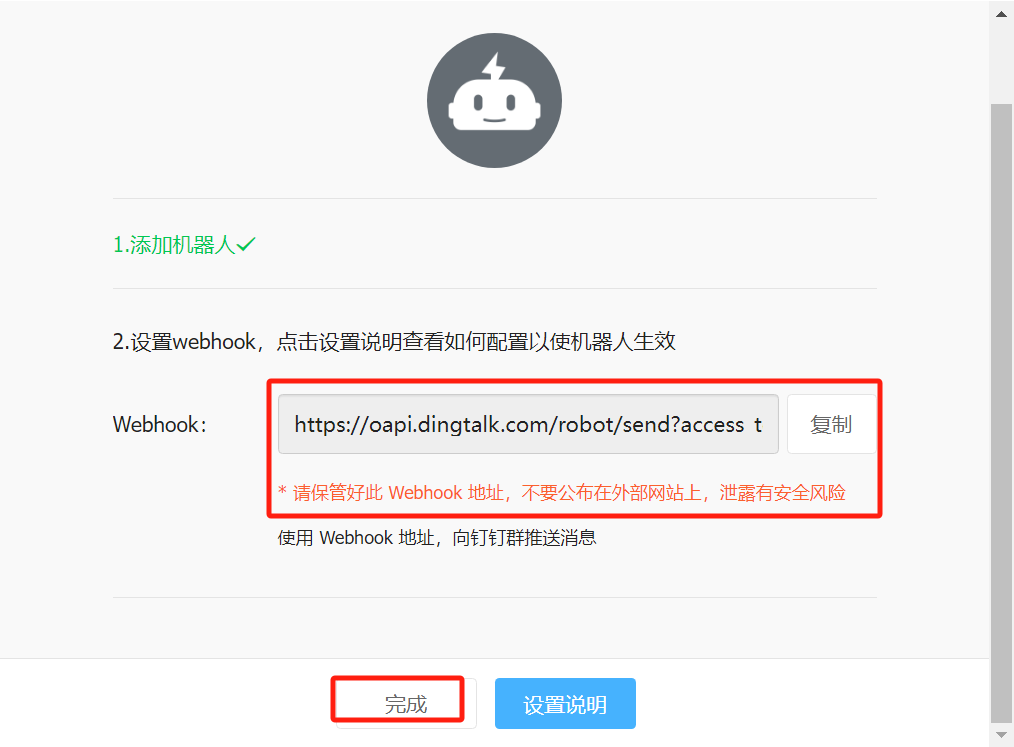 1.添加机器人
2.设置webhook，点击设置说明查看如何配置以使机器人生效
Webhook： https://oapi.dingtalk.com/robot/send?access_t 复制
* 请保管好此 Webhook 地址，不要公布在外部网站上，泄露有安全风险
使用 Webhook 地址，向钉钉群推送消息
完成 设置说明